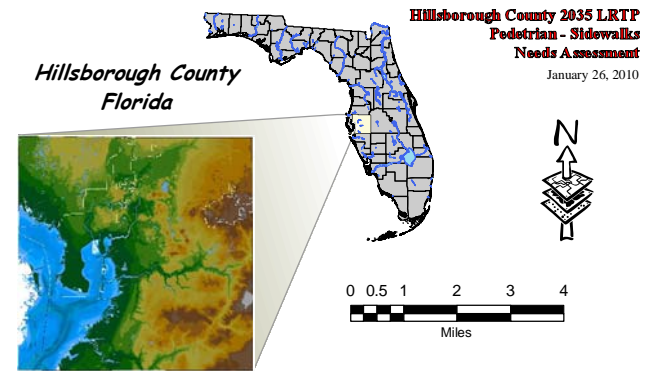 Hillsborough County 2035 LRTP
Pedetrian - Sidewalks
Needs Assessment
January 26, 2010
Hillsborough County
Florida
N
0 0.5 1 2 3 4
Miles